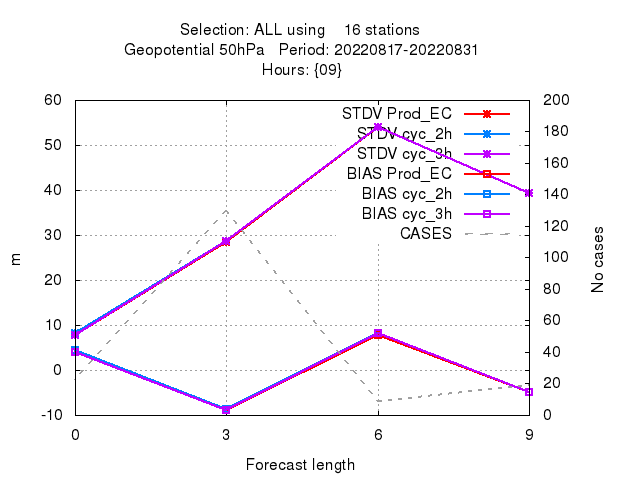 Selection: ALL using 16 stations
Geopotential 50hPa Period: 20220817-20220831
Hours: {09}
60 200
STDV Prod_EC
50 180
STDV cyc_2h
STDV cyc_3h
160
40 BIAS Prod_EC
140
BIAS cyc_2h
BIAS cyc_3h
30 120
CASES
m
No cases
100
20
80
10 60
40
0
20
-10 0
0 3 6 9
Forecast length